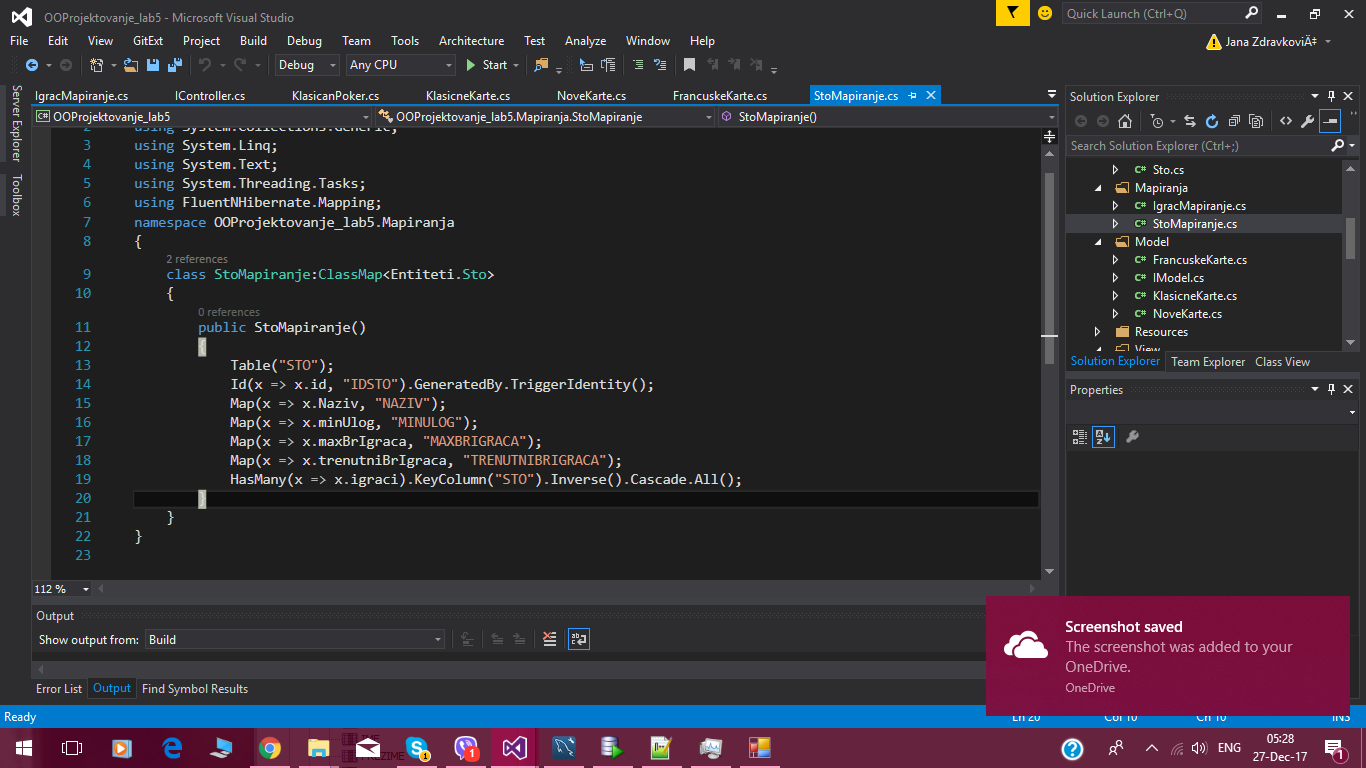 OOProjektovanje_lab5 - Microsoft Visual Studio
Quick Launch (Ctrl+Q)
File Edit View GitExt Project Build Debug Team Tools Architecture Test Analyze Window Help
Jana ZdravkoviÄ‡
Debug Any CPU Start
Server Explorer
Toolbox
IgracMapiranje.cs IController.cs KlasicanPoker.cs KlasicneKarte.cs NoveKarte.cs FrancuskeKarte.cs StoMapiranje.cs
OOProjektovanje_lab5 OOProjektovanje_lab5.Mapiranja.StoMapiranje StoMapiranje()
2 using System.Collections.Generic;
3 using System.Linq;
4 using System.Text;
5 using System.Threading.Tasks;
6 using FluentNHibernate.Mapping;
7 namespace OOProjektovanje_lab5.Mapiranja
8 {
2 references
9 class StoMapiranje:ClassMap<Entiteti.Sto>
10 {
0 references
11 public StoMapiranje()
12 {
13 Table("STO");
14 Id(x => x.id, "IDSTO").GeneratedBy.TriggerIdentity();
15 Map(x => x.Naziv, "NAZIV");
16 Map(x => x.minUlog, "MINULOG");
17 Map(x => x.maxBrIgraca, "MAXBRIGRACA");
18 Map(x => x.trenutniBrIgraca, "TRENUTNIBRIGRACA");
19 HasMany(x => x.igraci).KeyColumn("STO").Inverse().Cascade.All();
20 }
21 }
22 }
23
112 %
Output
Show output from: Build
Error List Output Find Symbol Results
Ready
Ln 20 Col 10 Ch 10 INS
Solution Explorer
Search Solution Explorer (Ctrl+;)
C# Sto.cs
Mapiranja
C# IgracMapiranje.cs
C# StoMapiranje.cs
Model
C# FrancuskeKarte.cs
C# IModel.cs
C# KlasicneKarte.cs
C# NoveKarte.cs
Resources
View
Solution Explorer Team Explorer Class View
Properties
Screenshot saved
The screenshot was added to your
OneDrive.
OneDrive
ENG
05:28
27-Dec-17